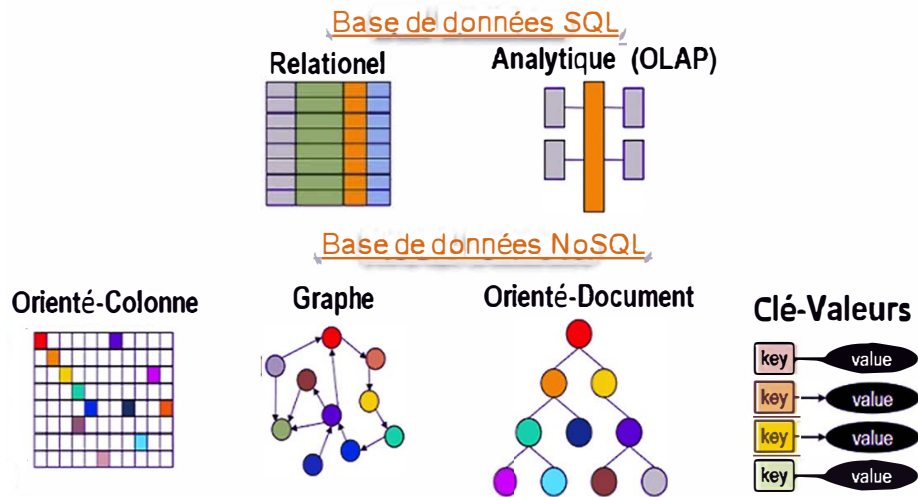 Base de données SQL
Relationel
Analytique (OLAP)
Base de données NoSQL
Orienté-Colonne
Graphe
Orienté-Document
Clé-Valeurs
key value
key value
key value
key value